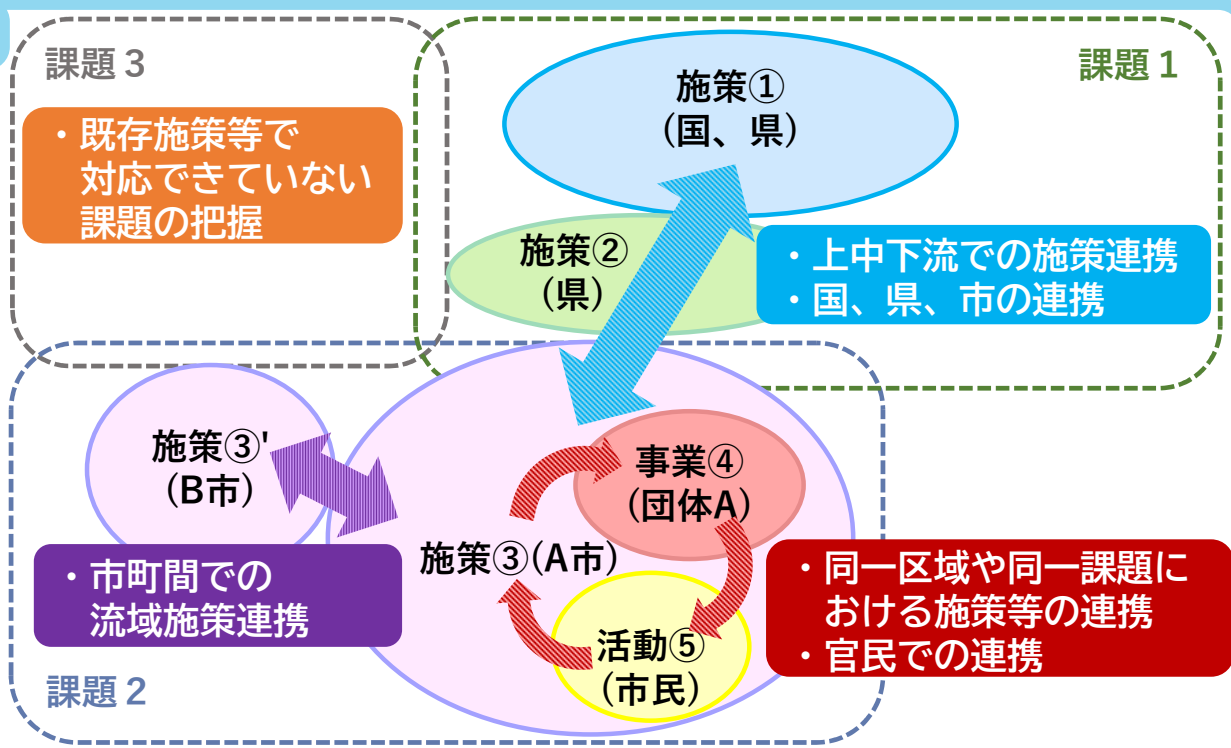 課題３
・既存施策等で
対応できていない
課題の把握
課題１
施策①
(国、県)
施策②
(県)
・上中下流での施策連携
・国、県、市の連携
施策③'
(B市)
・市町間での
流域施策連携
施策③(A市)
事業④
(団体A)
活動⑤
(市民)
・同一区域や同一課題に
おける施策等の連携
・官民での連携
課題２